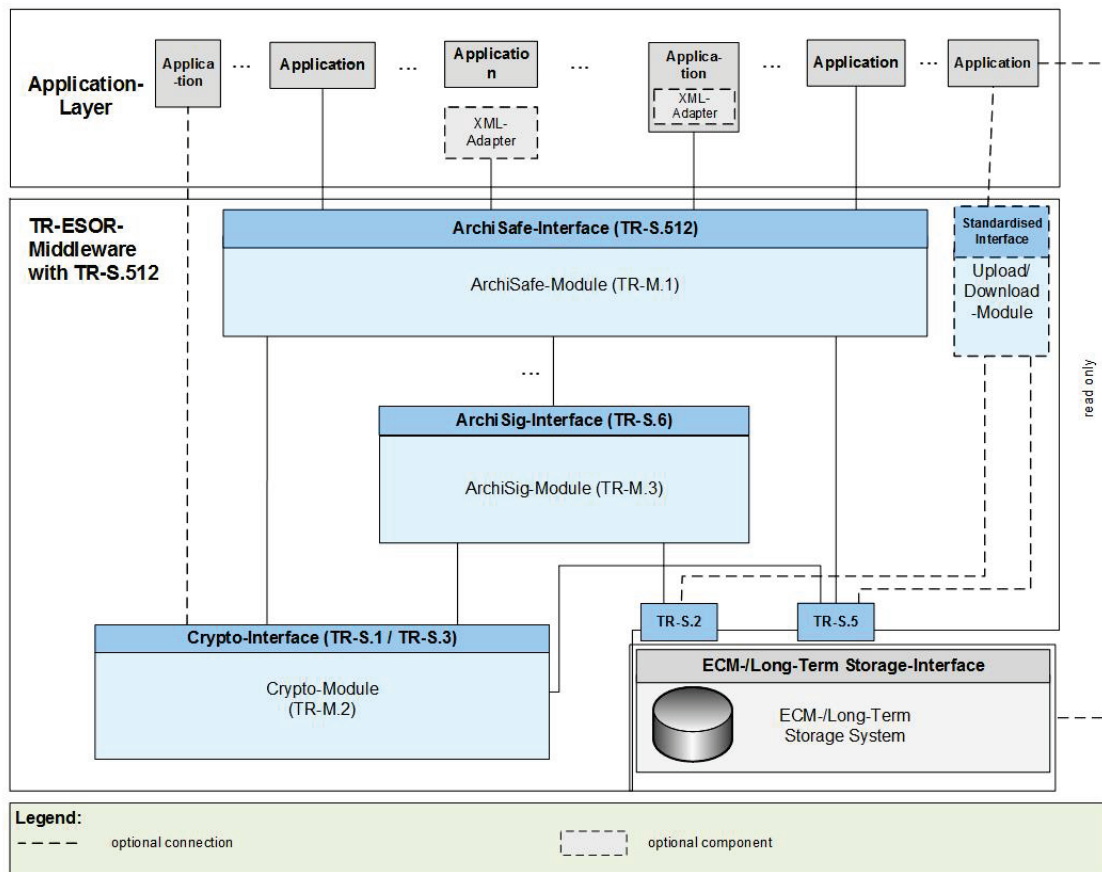 Applica
-tion
...
Application
...
Applicatio
n
...
Applica-
tion
...
Application
...
Application
Application-
Layer
XML-
Adapter
XML-
Adapter
TR-ESOR-
Middleware
with TR-S.512
ArchiSafe-Interface (TR-S.512)
ArchiSafe-Module (TR-M.1)
Standardised
Interface
Upload/
Download
-Module
read only
...
ArchiSig-Interface (TR-S.6)
ArchiSig-Module (TR-M.3)
TR-S.2
TR-S.5
Crypto-Interface (TR-S.1 / TR-S.3)
Crypto-Module
(TR-M.2)
ECM-/Long-Term Storage-Interface
ECM-/Long-Term
Storage System
Legend:
optional connection
optional component